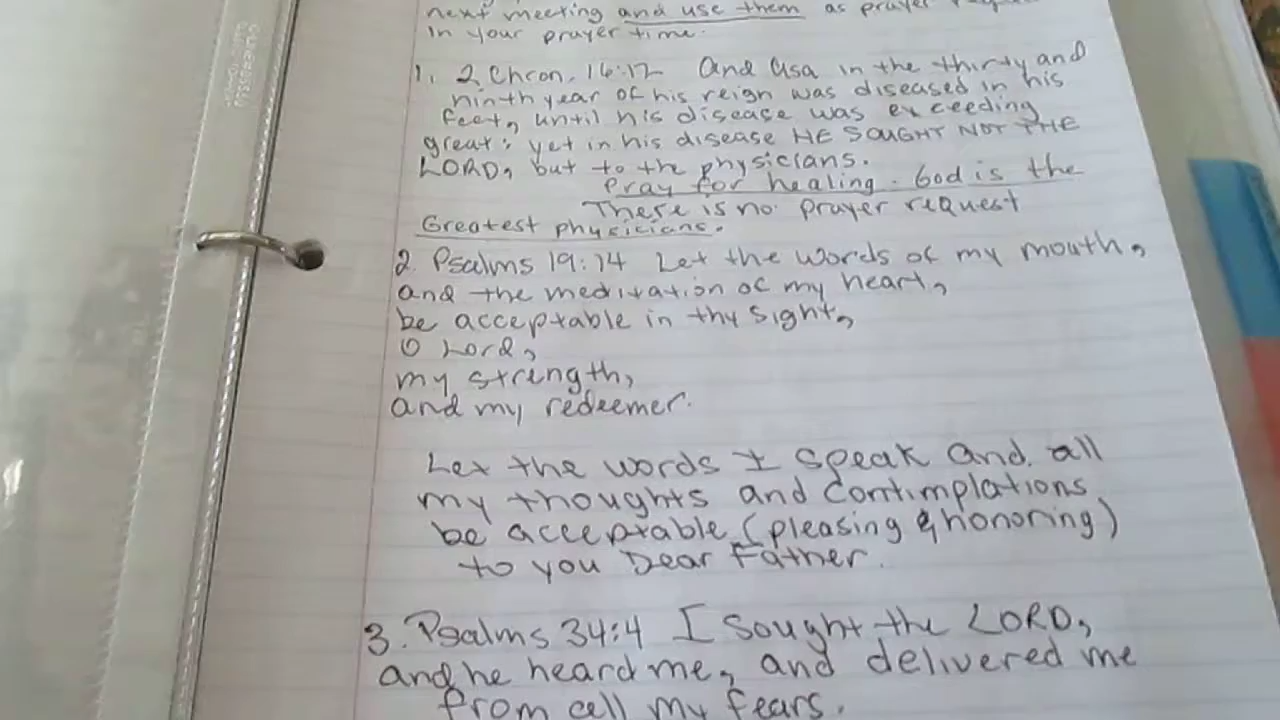 next meeting and use them as prayer
in your prayer time.
1. 2 Chron. 16:12 And Asa in the thirty and
ninth year of his reign was diseased in his
feet, until his disease was exceeding
great: yet in his disease HE SOUGHT NOT THE
LORD, but to the physicians.
Pray for healing. God is the
There is no prayer request
Greatest physicians.
2. Psalms 19:14 Let the words of my mouth,
and the meditation of my heart,
be acceptable in thy sight,
O Lord,
my strength,
and my redeemer.
Let the words I speak and all
my thoughts and contimplations
be acceptable (pleasing & honoring)
to you Dear Father.
3. Psalms 34:4 I sought the LORD,
and he heard me, and delivered me
from all my fears.